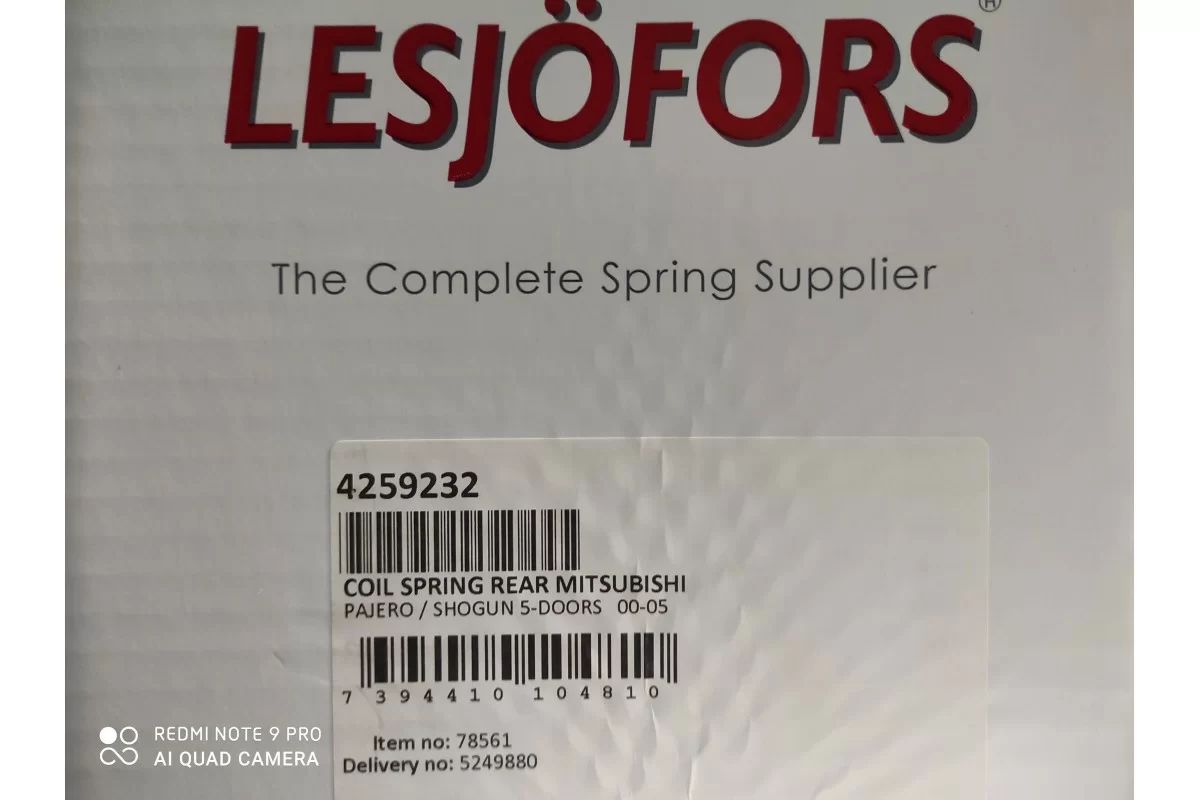 LESJÖFORS®
The Complete Spring Supplier
4259232
COIL SPRING REAR MITSUBISHI
PAJERO / SHOGUN 5-DOORS 00-05
7 394410 104810
Item no: 78561
Delivery no: 5249880
REDMI NOTE 9 PRO
AI QUAD CAMERA